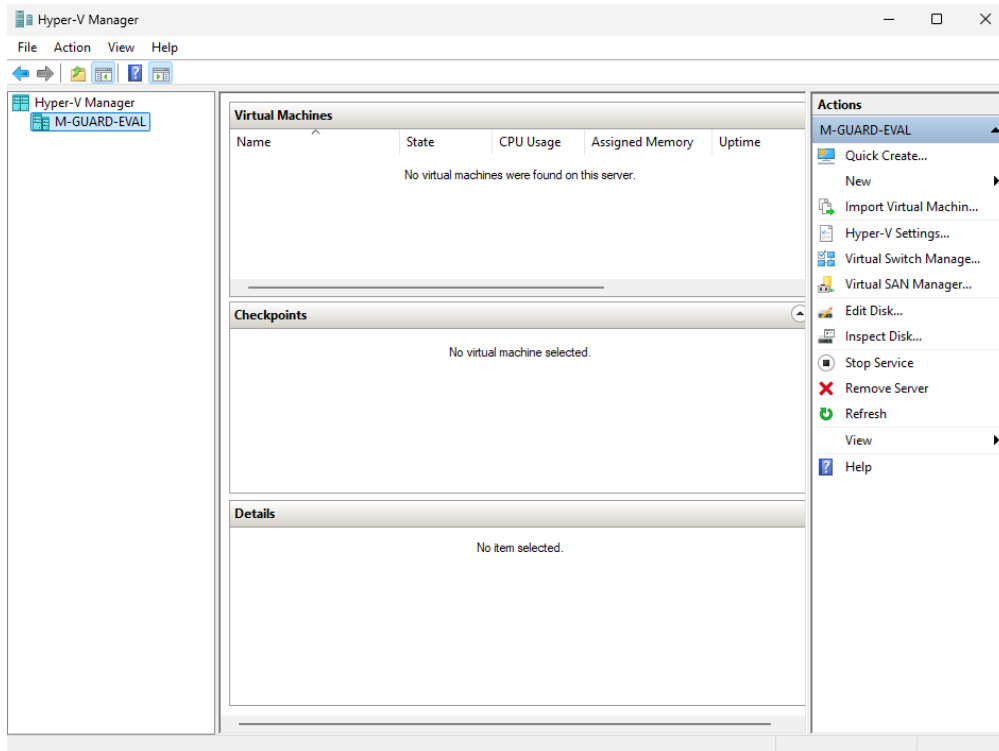 Hyper-V Manager
File Action View Help
Hyper-V Manager
M-GUARD-EVAL
Virtual Machines
Name State CPU Usage Assigned Memory Uptime
No virtual machines were found on this server.
Checkpoints
No virtual machine selected.
Details
No item selected.
Actions
M-GUARD-EVAL
Quick Create...
New
Import Virtual Machin...
Hyper-V Settings...
Virtual Switch Manage...
Virtual SAN Manager...
Edit Disk...
Inspect Disk...
Stop Service
Remove Server
Refresh
View
Help